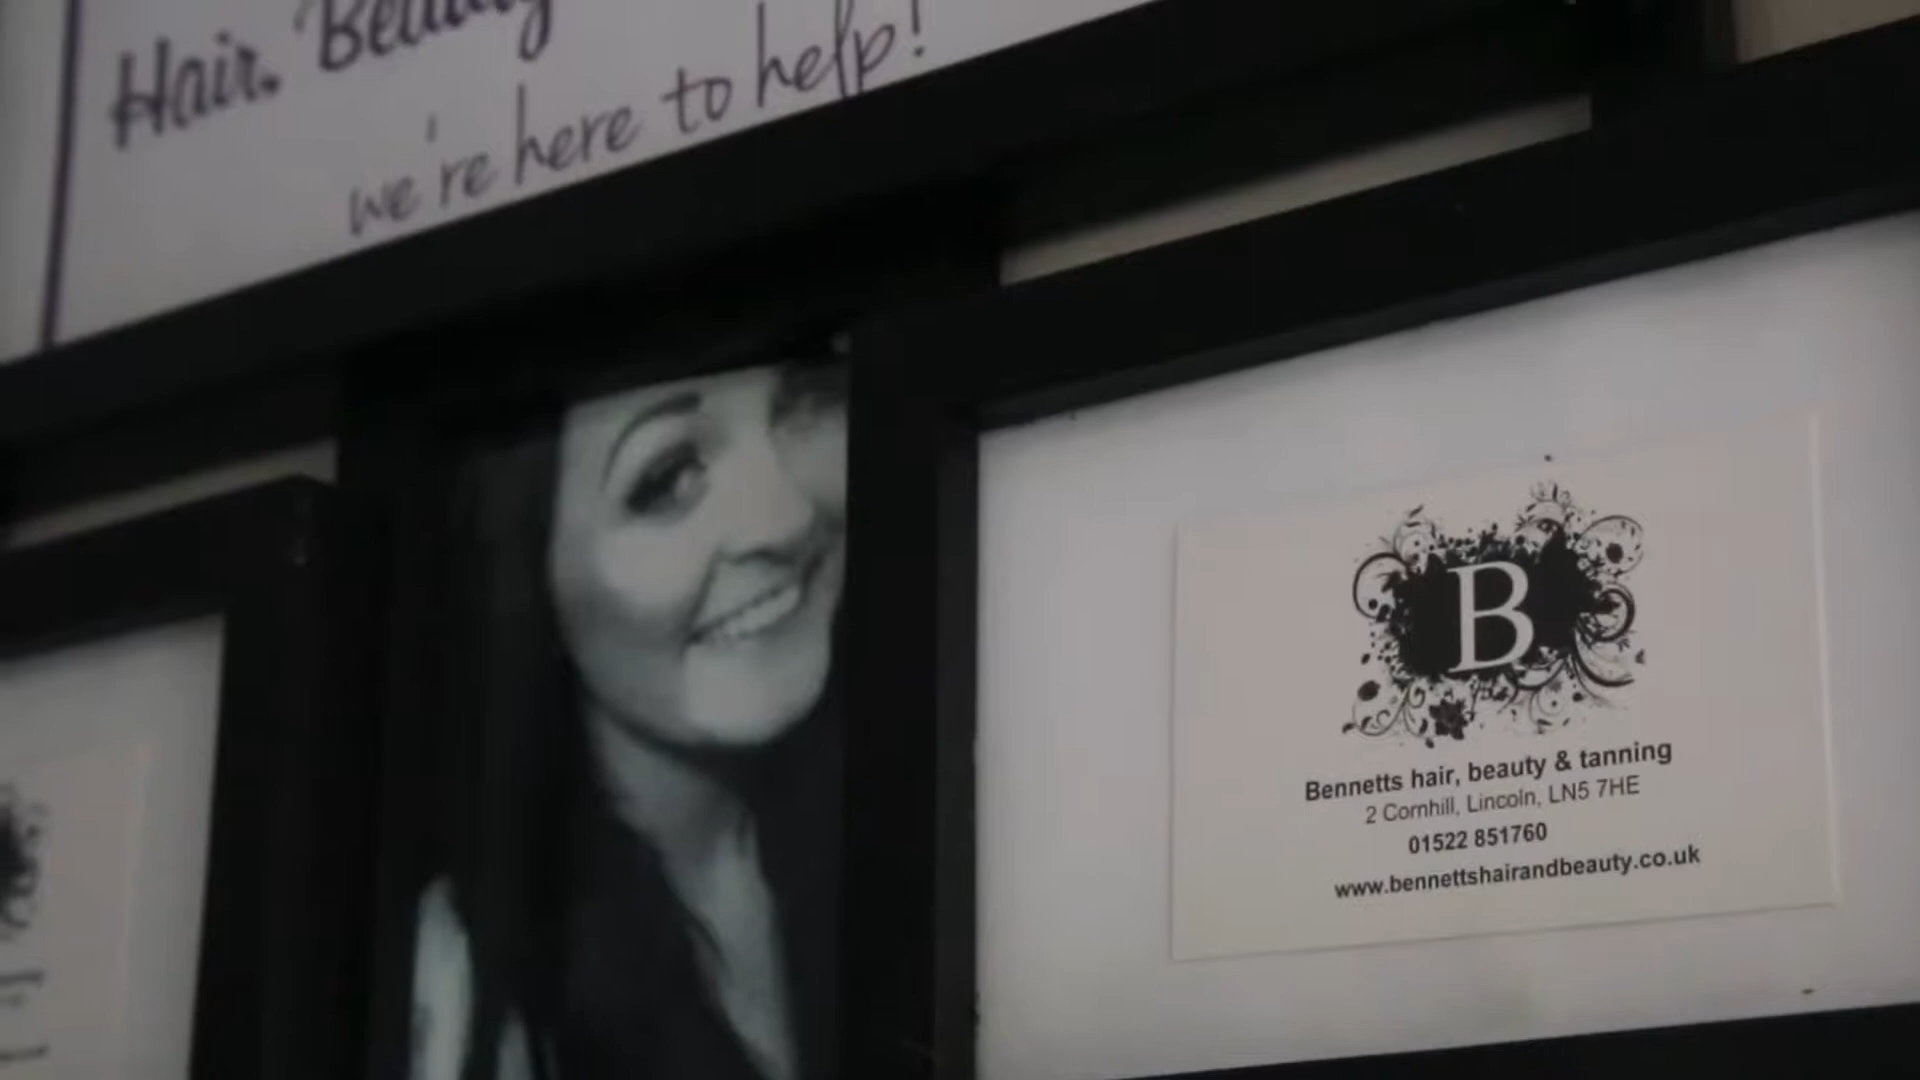 Hair. Beauty
we're here to help!
B
Bennetts hair, beauty & tanning
2 Cornhill, Lincoln, LN5 7HE
01522 851760
www.bennettshairandbeauty.co.uk